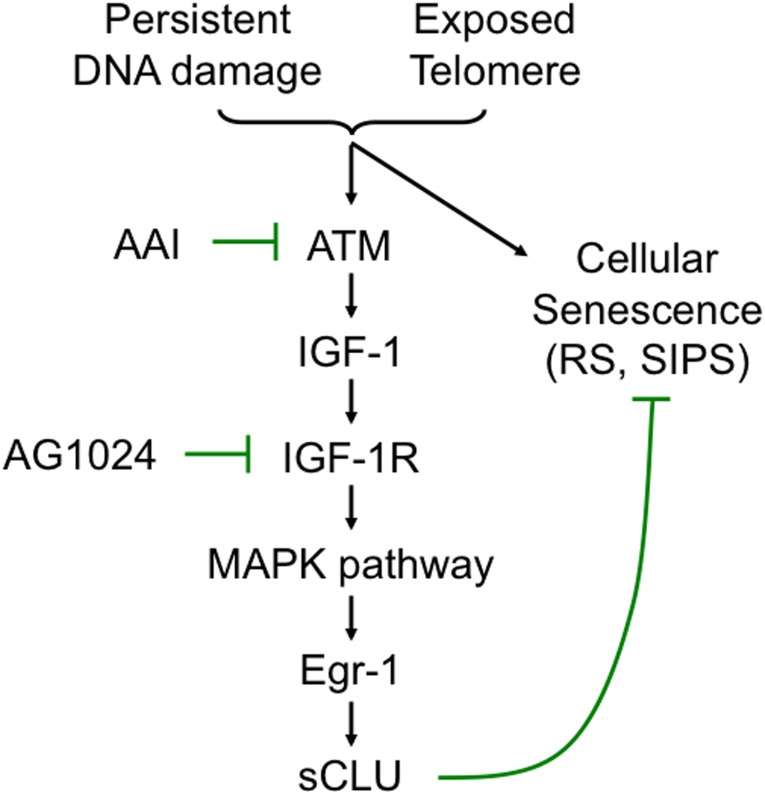 Persistent
DNA damage
Exposed
Telomere
AAI
ATM
Cellular
Senescence
(RS, SIPS)
IGF-1
AG1024
IGF-1R
MAPK pathway
Egr-1
sCLU